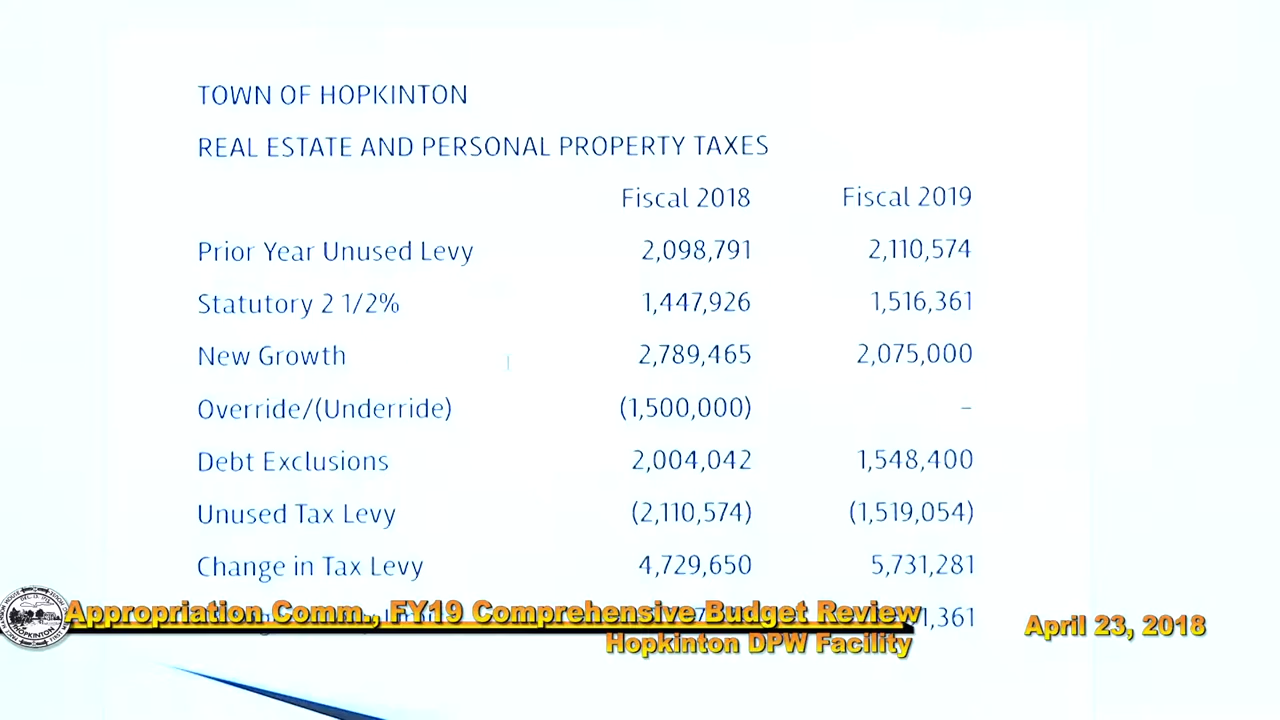 TOWN OF HOPKINTON
REAL ESTATE AND PERSONAL PROPERTY TAXES
Fiscal 2018 Fiscal 2019
Prior Year Unused Levy 2,098,791 2,110,574
Statutory 2 1/2% 1,447,926 1,516,361
New Growth 2,789,465 2,075,000
Override/(Underride) (1,500,000) –
Debt Exclusions 2,004,042 1,548,400
Unused Tax Levy (2,110,574) (1,519,054)
Change in Tax Levy 4,729,650 5,731,281
Appropriation Comm., FY19 Comprehensive Budget Review
Hopkinton DPW Facility
April 23, 2018
HOPKINTON